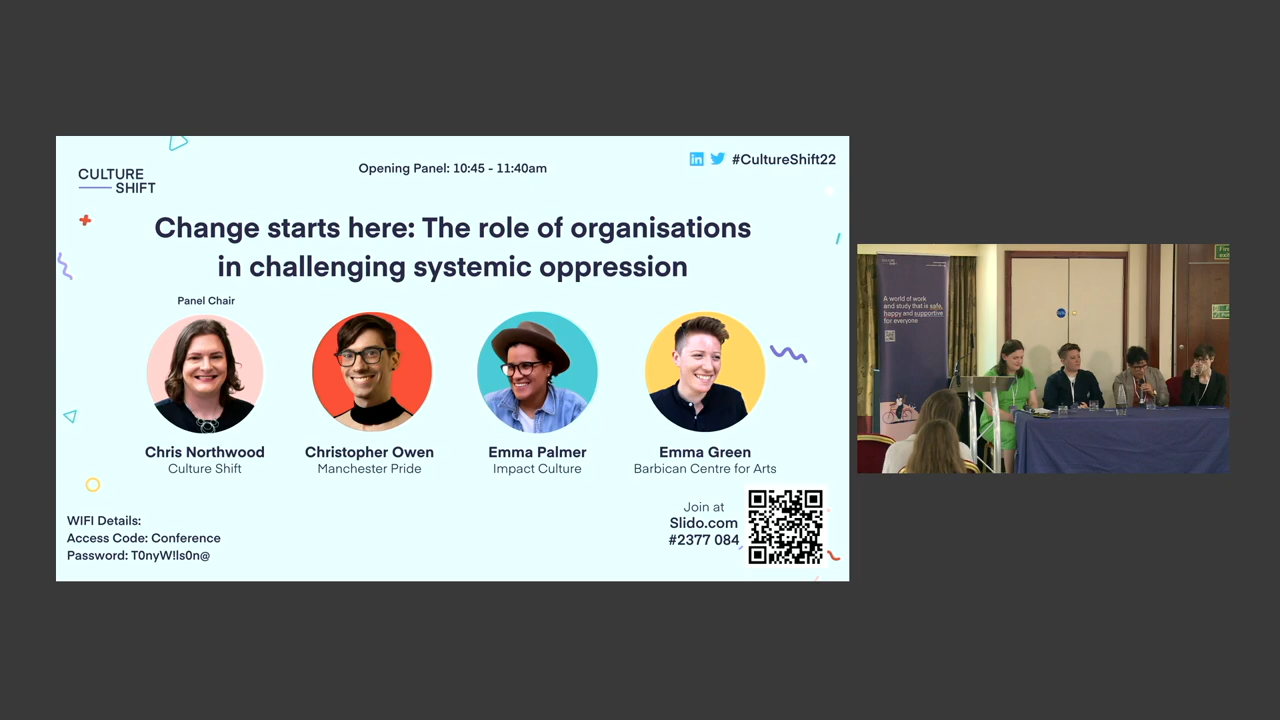 CULTURE
SHIFT
Opening Panel: 10:45 - 11:40am
#CultureShift22
Change starts here: The role of organisations
in challenging systemic oppression
Panel Chair
Chris Northwood
Culture Shift
Christopher Owen
Manchester Pride
Emma Palmer
Impact Culture
Emma Green
Barbican Centre for Arts
WIFI Details:
Access Code: Conference
Password: T0nyW!ls0n@
Join at
Slido.com
#2377 084
A world of work
and study that is safe,
happy and supportive
for everyone